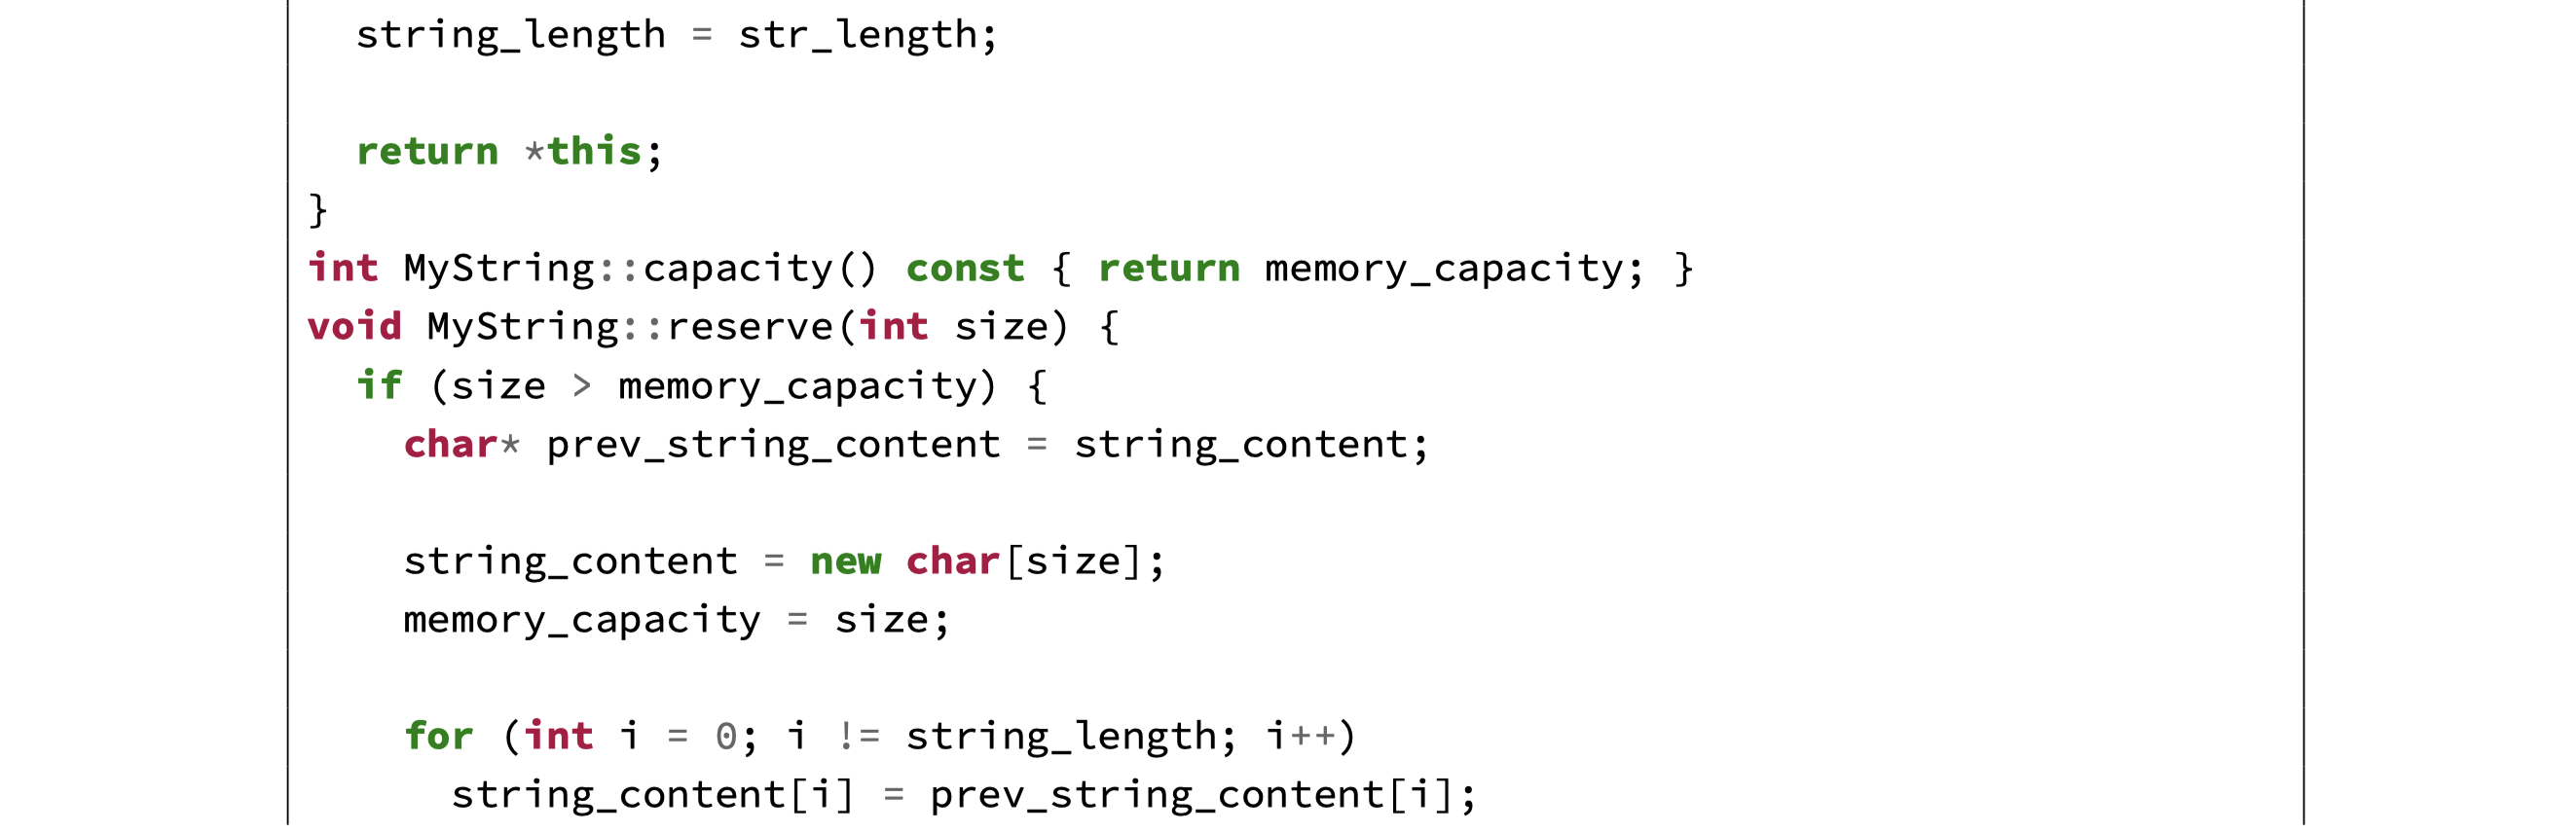 string_length = str_length;
return *this;
}
int MyString::capacity() const { return memory_capacity; }
void MyString::reserve(int size) {
if (size > memory_capacity) {
char* prev_string_content = string_content;
string_content = new char[size];
memory_capacity = size;
for (int i = 0; i != string_length; i++)
string_content[i] = prev_string_content[i];